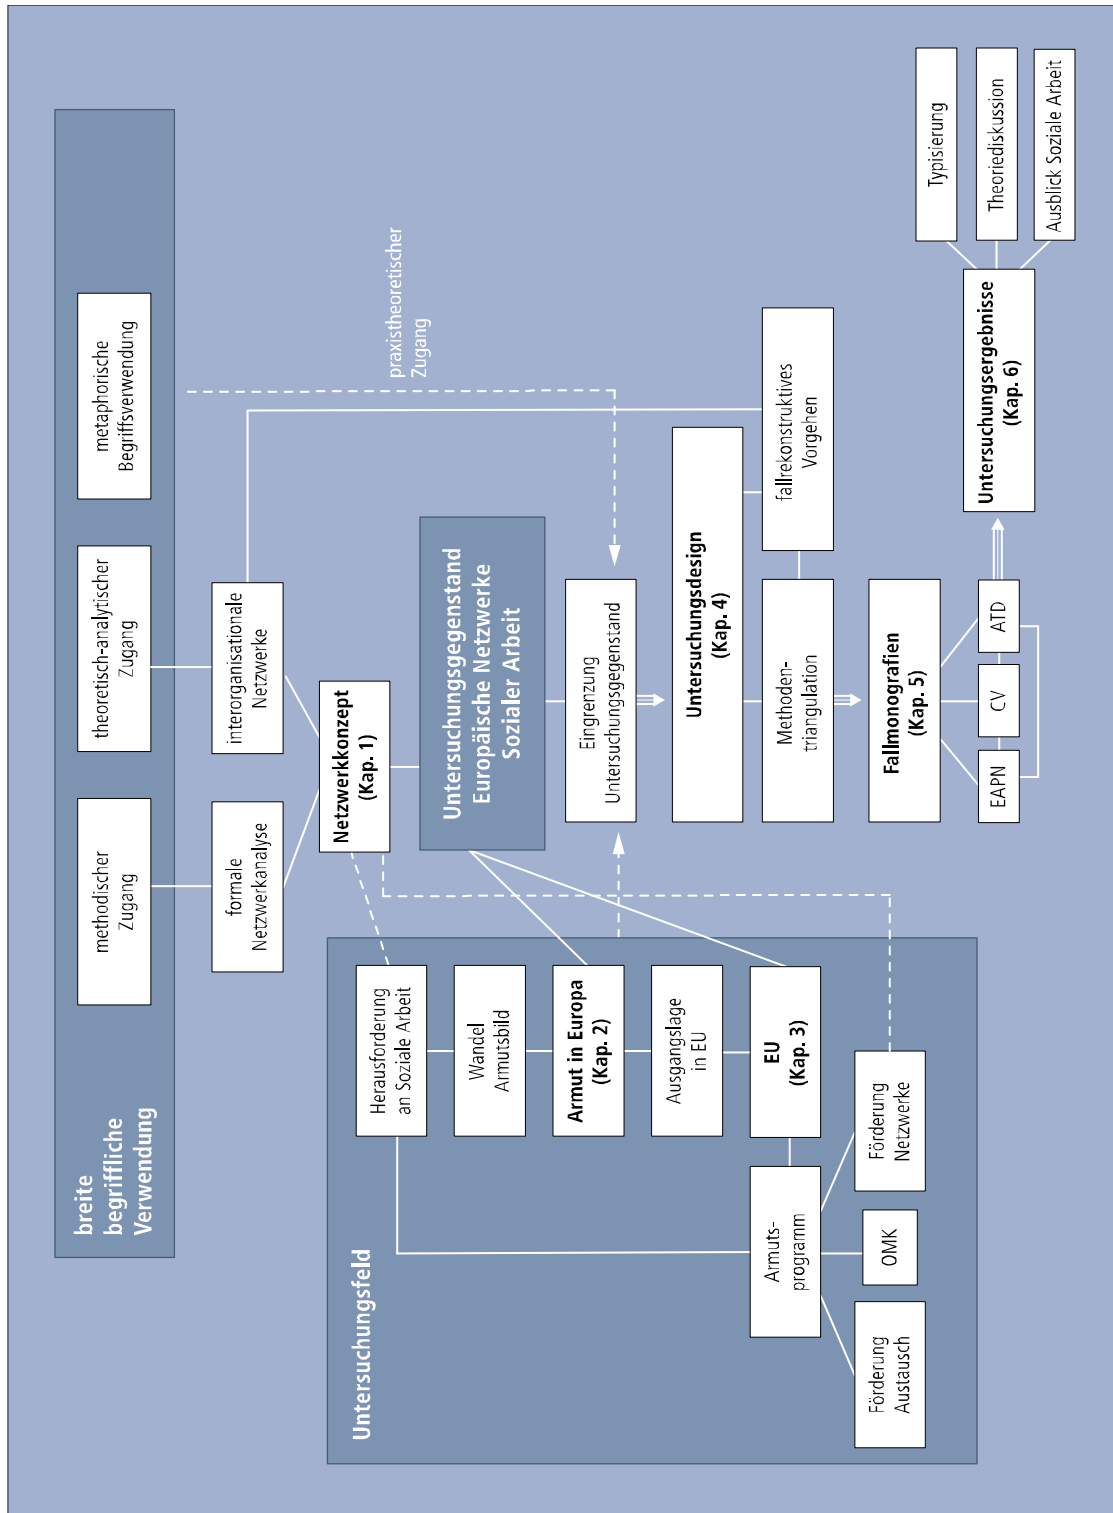 breite
begriffliche
Verwendung
methodischer
Zugang
theoretisch-analytischer
Zugang
metaphorische
Begriffsverwendung
formale
Netzwerkanalyse
interorganisationale
Netzwerke
Netzwerkkonzept
(Kap. 1)
praxistheoretischer
Zugang
Untersuchungsfeld
Herausforderung
an Soziale Arbeit
Wandel
Armutsbild
Armut in Europa
(Kap. 2)
Ausgangslage
in EU
EU
(Kap. 3)
Armuts-
programm
Förderung
Austausch
OMK
Förderung
Netzwerke
Untersuchungsgegenstand
Europäische Netzwerke
Sozialer Arbeit
Eingrenzung
Untersuchungsgegenstand
Untersuchungsdesign
(Kap. 4)
Methoden-
triangulation
fallrekonstruktives
Vorgehen
Fallmonografien
(Kap. 5)
EAPN
CV
ATD
Untersuchungsergebnisse
(Kap. 6)
Typisierung
Theoriediskussion
Ausblick Soziale Arbeit